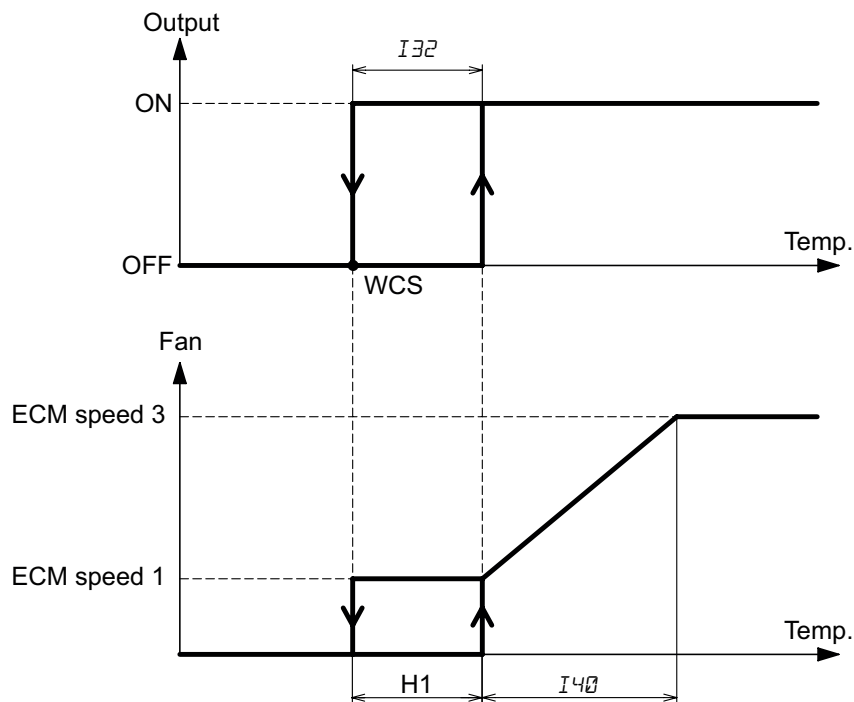 Output
I32
ON
Temp.
OFF
WCS
Fan
ECM speed 3
ECM speed 1
Temp.
H1
I40